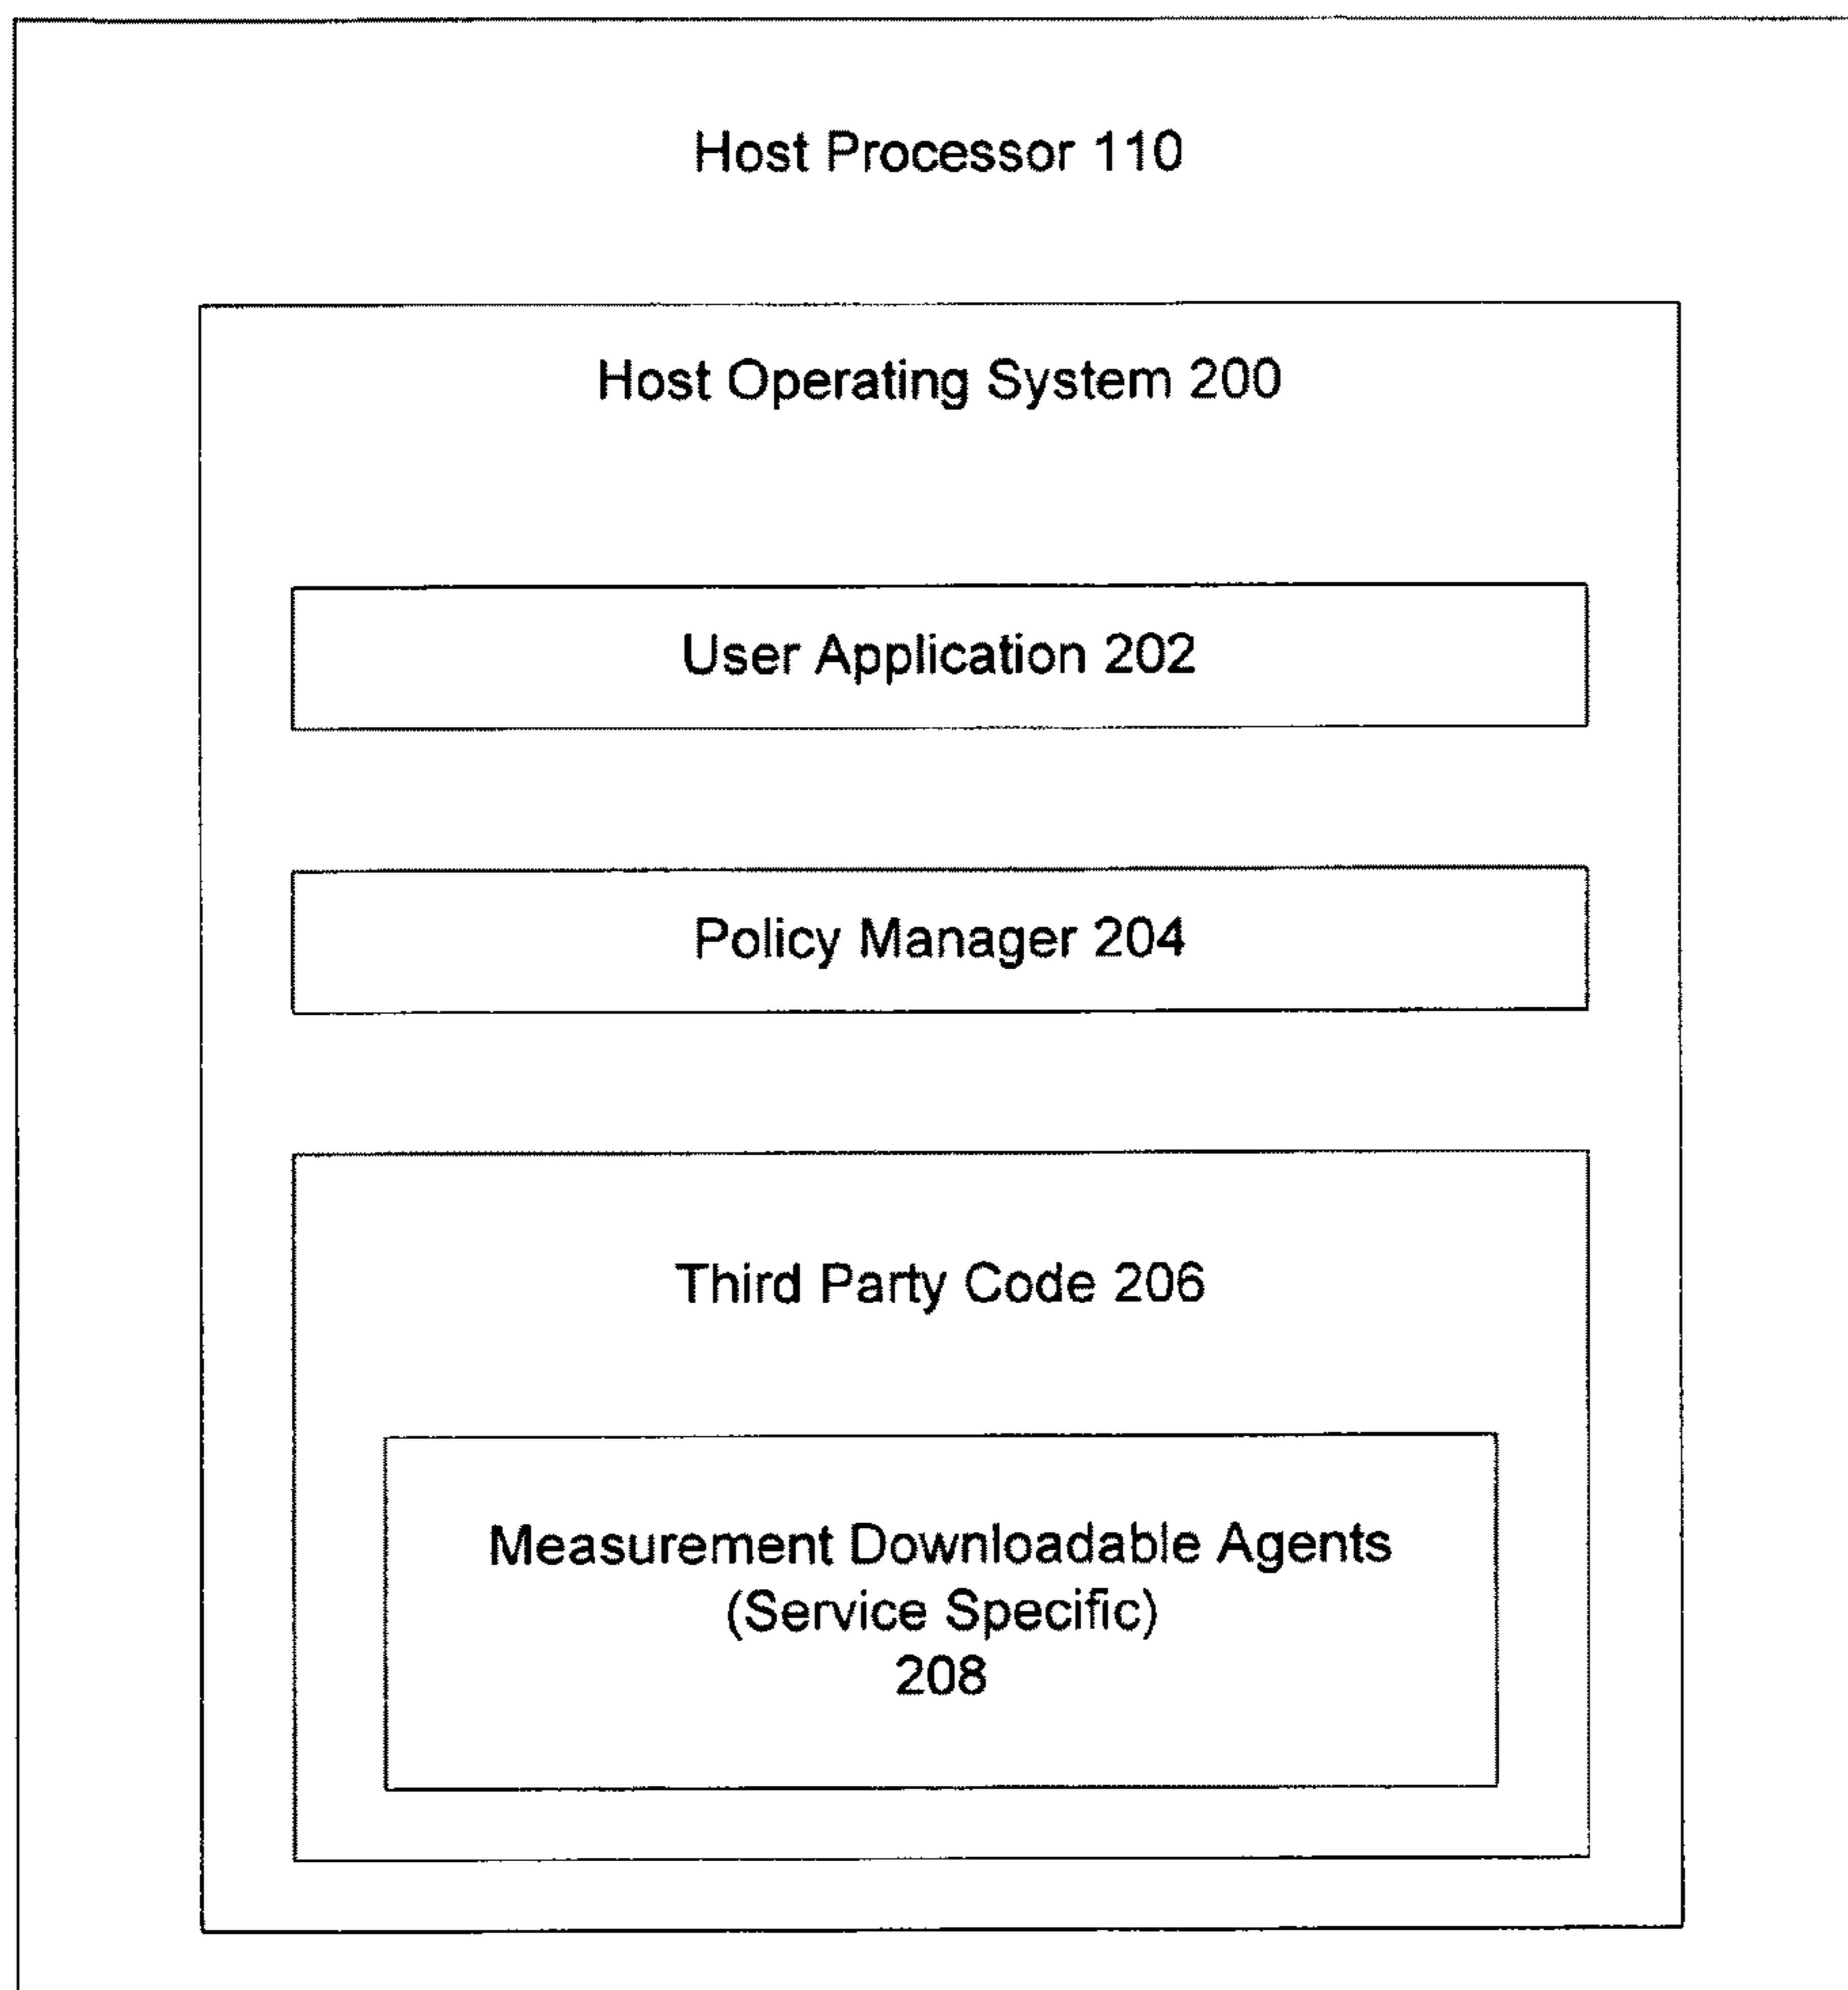 Host Processor 110
Host Operating System 200
User Application 202
Policy Manager 204
Third Party Code 206
Measurement Downloadable Agents
(Service Specific)
208